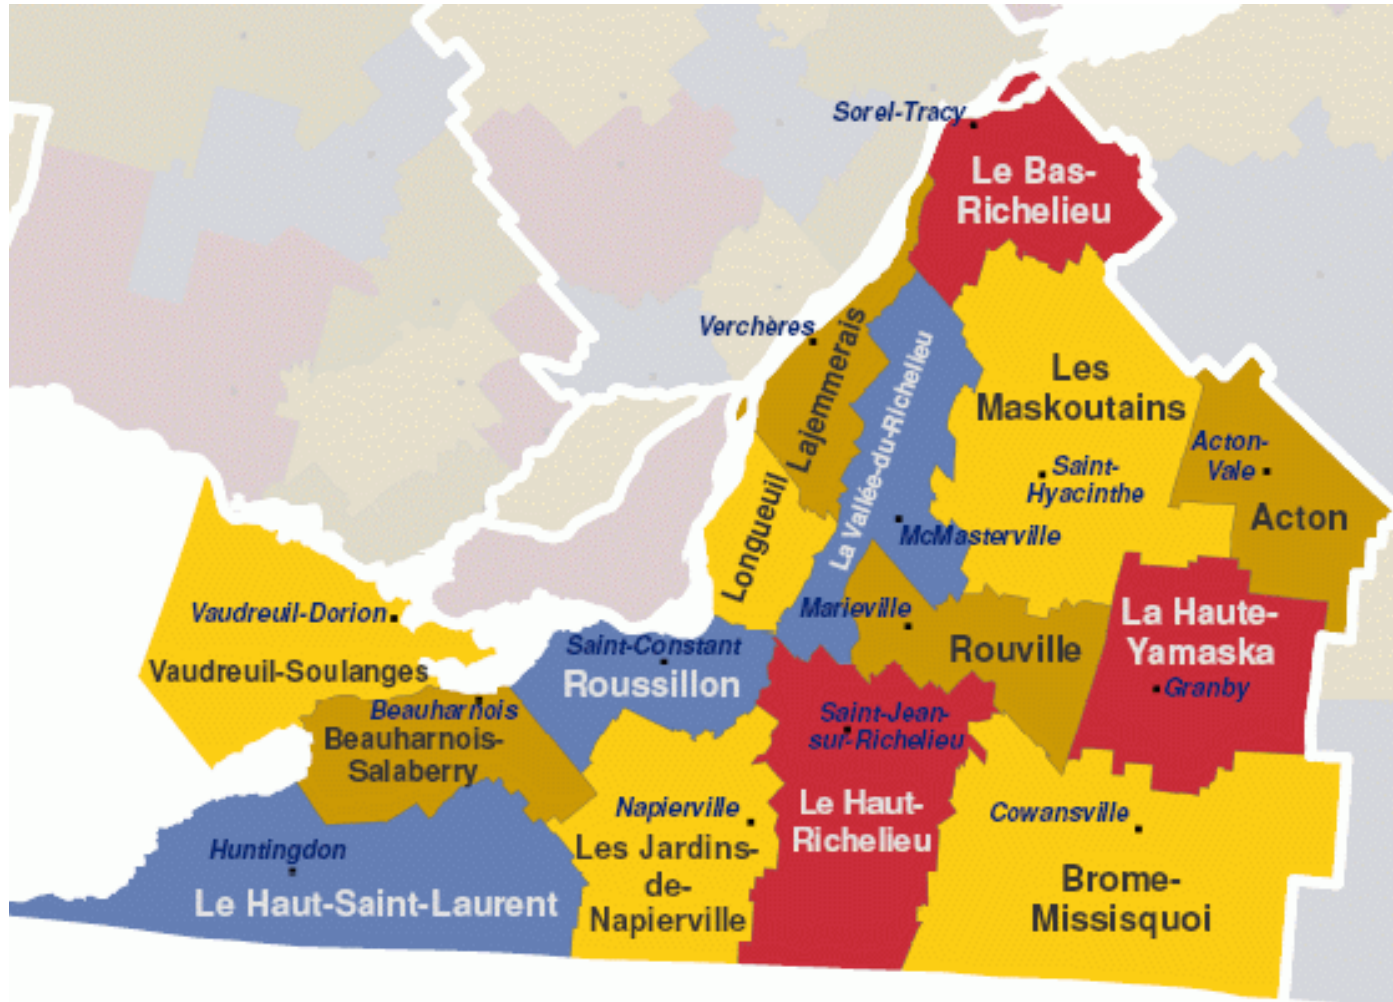 Sorel-Tracy
Le Bas-
Richelieu
Verchères
Lajemmerais
La Vallée-du-Richelieu
Les
Maskoutains
Saint-
Hyacinthe
Acton-
Vale
Acton
Longueuil
McMasterville
Marieville
Rouville
La Haute-
Yamaska
Granby
Vaudreuil-Dorion
Vaudreuil-Soulanges
Saint-Constant
Roussillon
Beauharnois
Beauharnois-
Salaberry
Saint-Jean-
sur-Richelieu
Le Haut-
Richelieu
Napierville
Les Jardins-
de-
Napierville
Cowansville
Brome-
Missisquoi
Huntingdon
Le Haut-Saint-Laurent